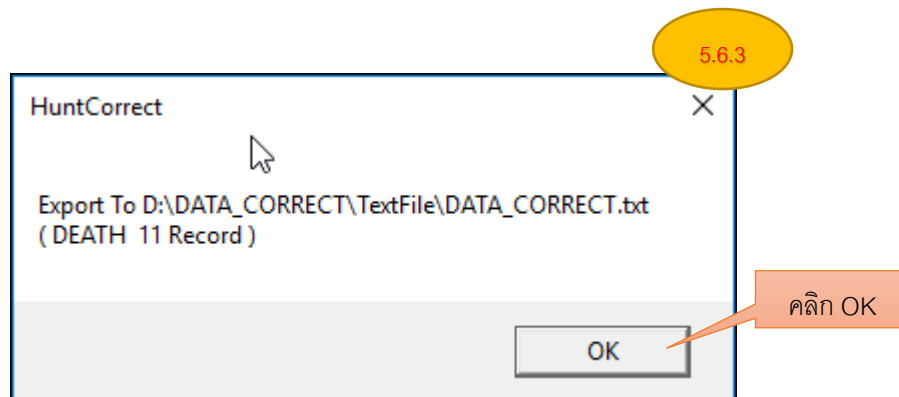 5.6.3
HuntCorrect
Export To D:\DATA_CORRECT\TextFile\DATA_CORRECT.txt
( DEATH  11 Record )
คลิก OK
OK